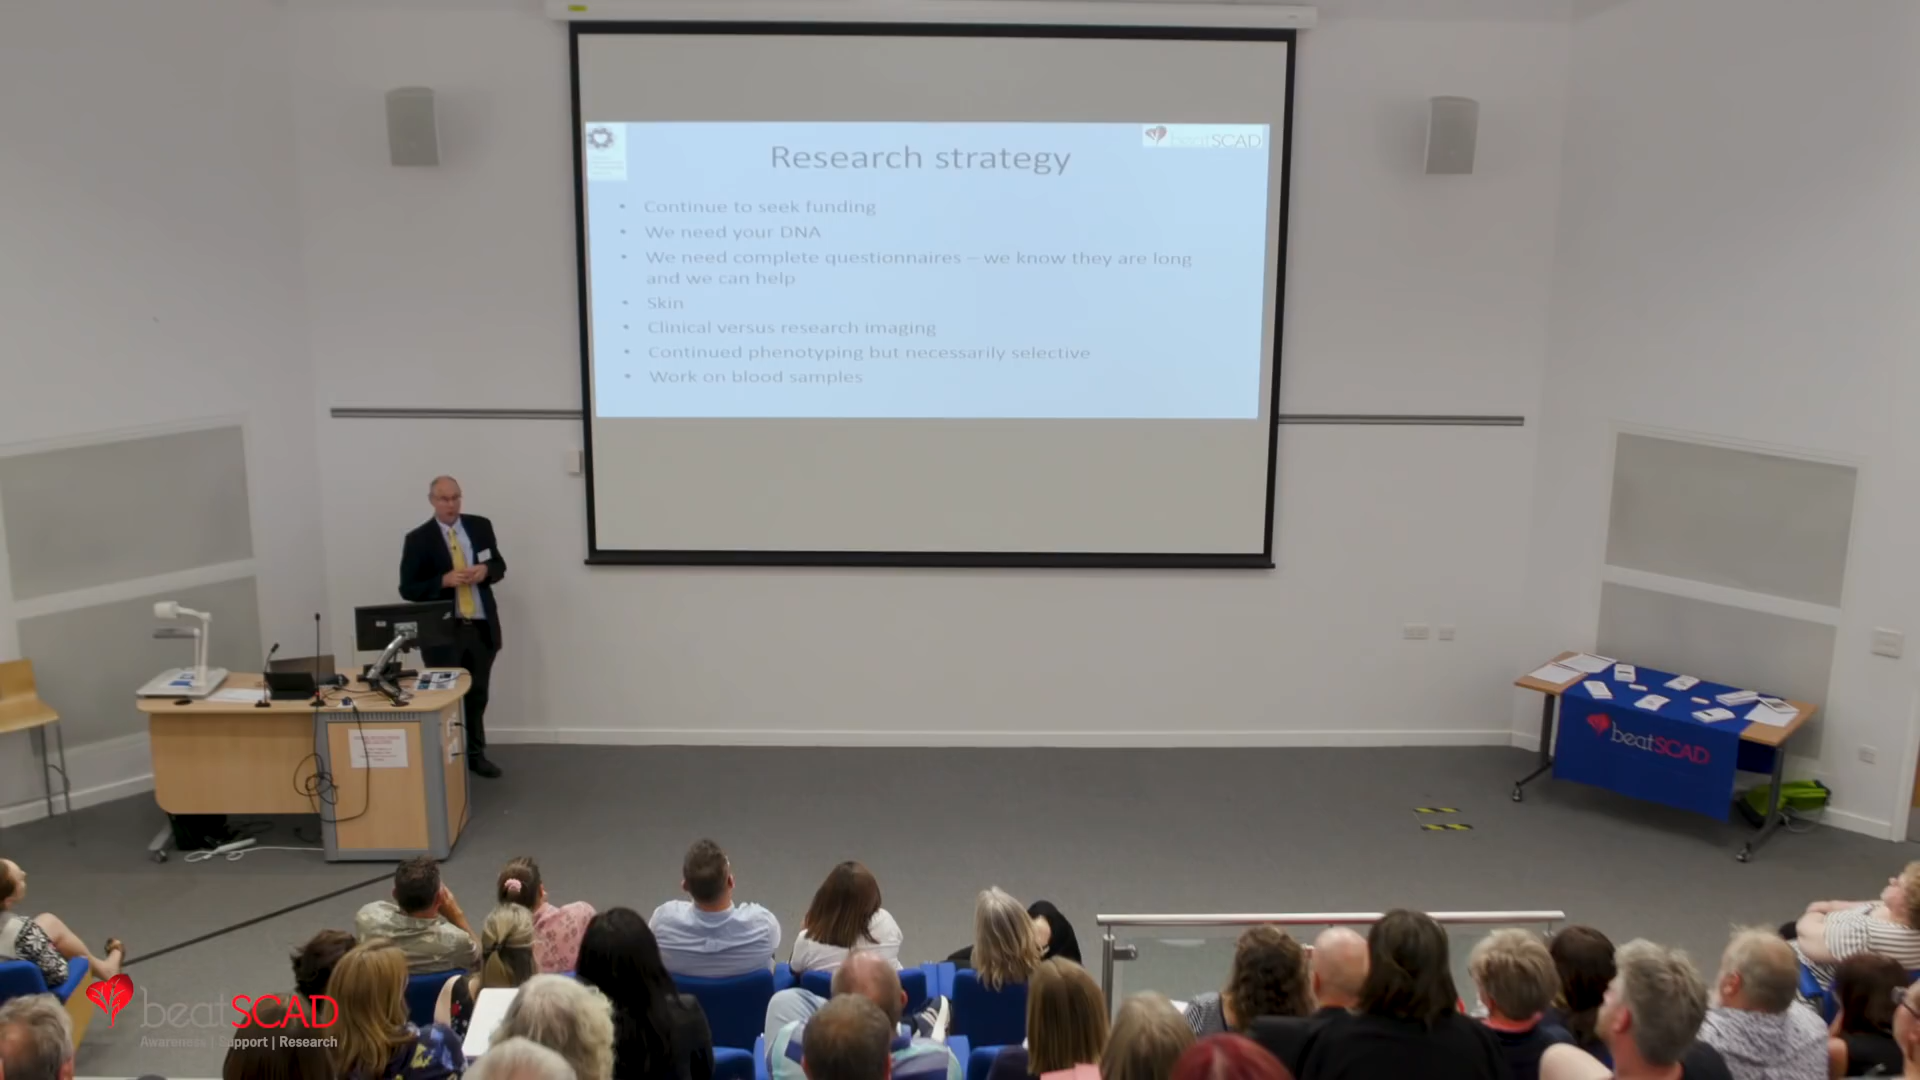 beatSCAD
Research strategy
• Continue to seek funding
• We need your DNA
• We need complete questionnaires – we know they are long
and we can help
• Skin
• Clinical versus research imaging
• Continued phenotyping but necessarily selective
• Work on blood samples
beatSCAD
beatSCAD
Awareness | Support | Research